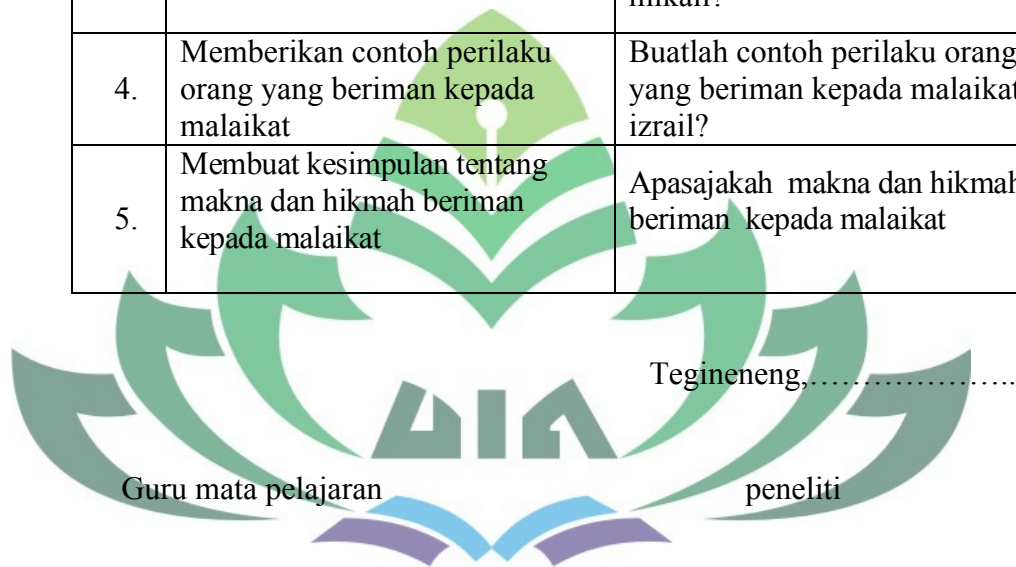 4.
Memberikan contoh perilaku
orang yang beriman kepada
malaikat
Buatlah contoh perilaku orang
yang beriman kepada malaikat
izrail?
5.
Membuat kesimpulan tentang
makna dan hikmah beriman
kepada malaikat
Apasajakah makna dan hikmah
beriman kepada malaikat
Tegineneng,.....................
UIN
Guru mata pelajaran
peneliti